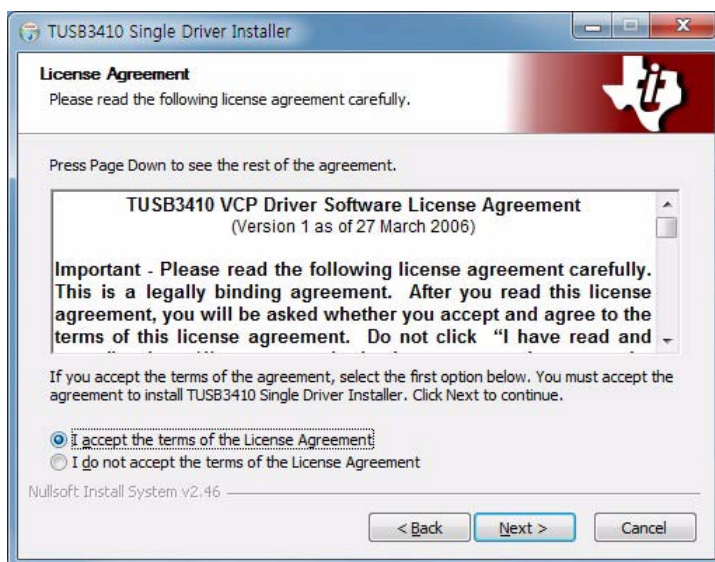 TUSB3410 Single Driver Installer
License Agreement
Please read the following license agreement carefully.
Press Page Down to see the rest of the agreement.
TUSB3410 VCP Driver Software License Agreement
(Version 1 as of 27 March 2006)
Important - Please read the following license agreement carefully.
This is a legally binding agreement. After you read this license
agreement, you will be asked whether you accept and agree to the
terms of this license agreement. Do not click “I have read and
If you accept the terms of the agreement, select the first option below. You must accept the
agreement to install TUSB3410 Single Driver Installer. Click Next to continue.
I accept the terms of the License Agreement
I do not accept the terms of the License Agreement
Nullsoft Install System v2.46
< Back Next > Cancel